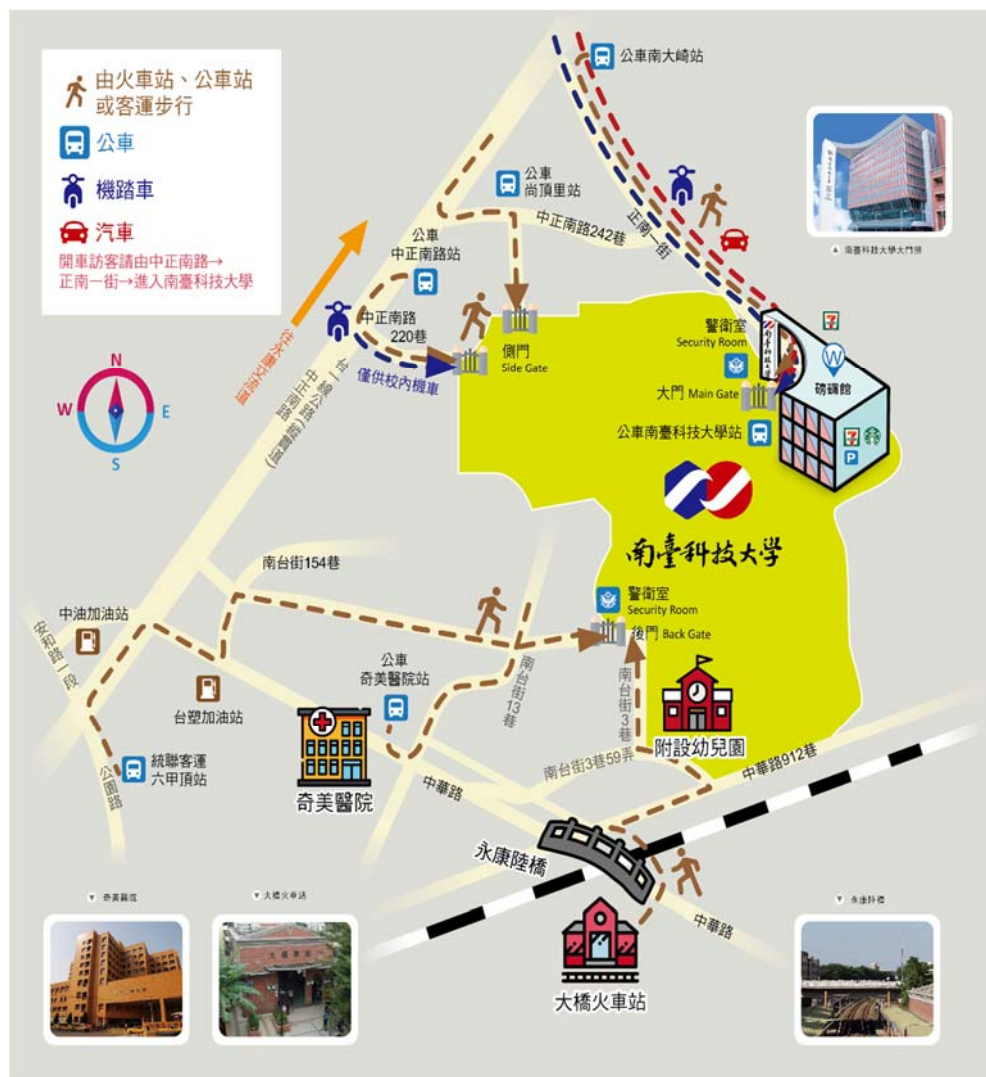 由火車站、公車站
或客運步行
公車
機踏車
汽車
開車訪客請由中正南路→
正南一街→進入南臺科技大學
公車南大崎站
公車
尚頂里站
中正南路242巷
正南一街
南臺科技大學大門照
公車
中正南路站
中正南路
220巷
往永康交流道
台一線公路(縱貫道)
中正南路
僅供校內機車
側門
Side Gate
警衛室
Security Room
南臺科技大學
大門 Main Gate
7
W
磅礴館
公車南臺科技大學站
7
P
N
W
E
S
南臺科技大學
南台街154巷
警衛室
Security Room
後門 Back Gate
中油加油站
安和路一段
台塑加油站
公車
奇美醫院站
南台街13巷
南台街3巷
附設幼兒園
統聯客運
六甲頂站
公園路
奇美醫院
中華路
南台街3巷59弄
中華路912巷
永康陸橋
中華路
大橋火車站
奇美醫院
大橋火車站
永康陸橋